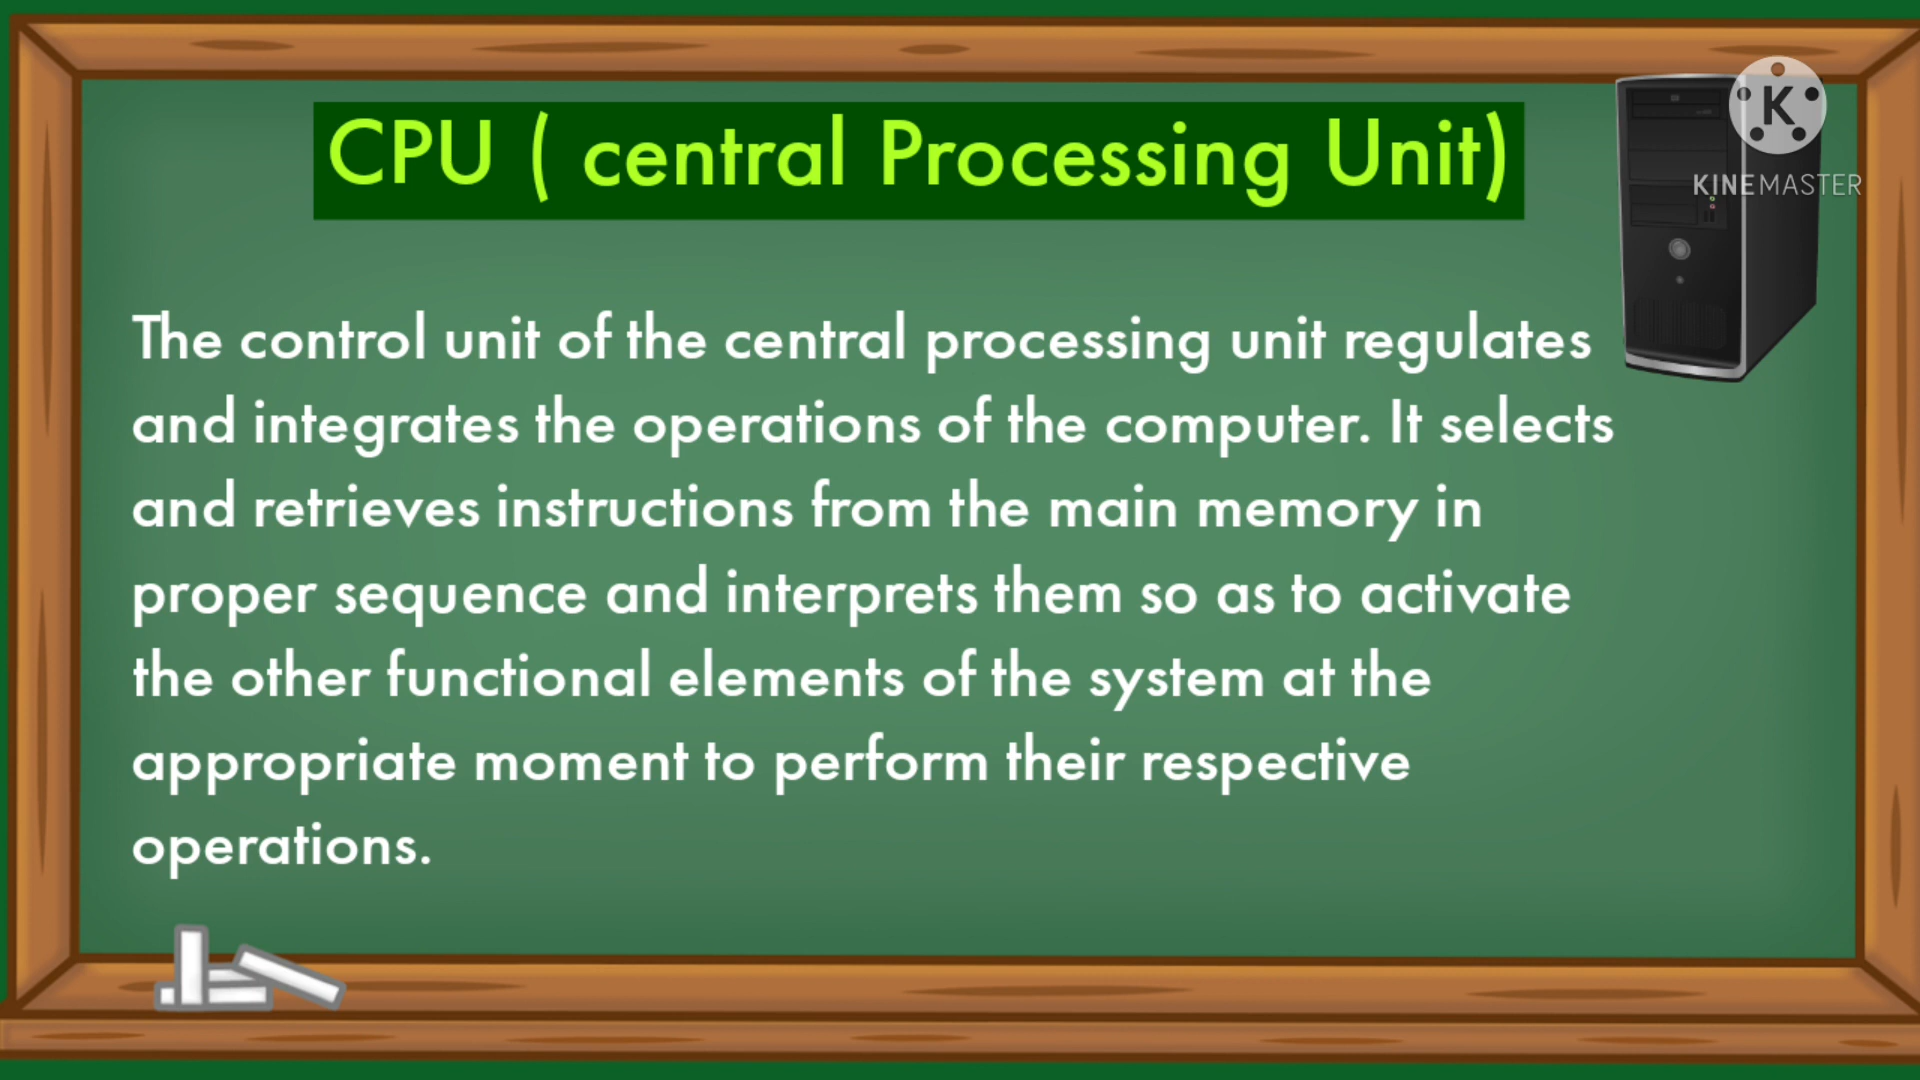 CPU ( central Processing Unit)
K
KINEMASTER
The control unit of the central processing unit regulates
and integrates the operations of the computer. It selects
and retrieves instructions from the main memory in
proper sequence and interprets them so as to activate
the other functional elements of the system at the
appropriate moment to perform their respective
operations.